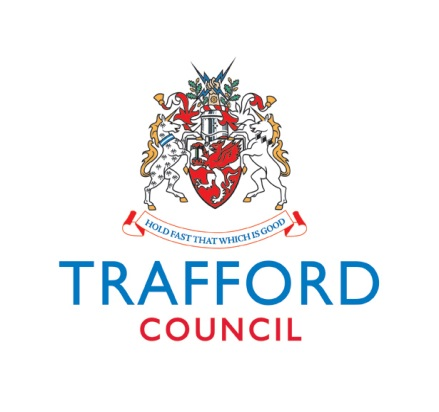 HOLD FAST THAT WHICH IS GOOD
TRAFFORD
COUNCIL